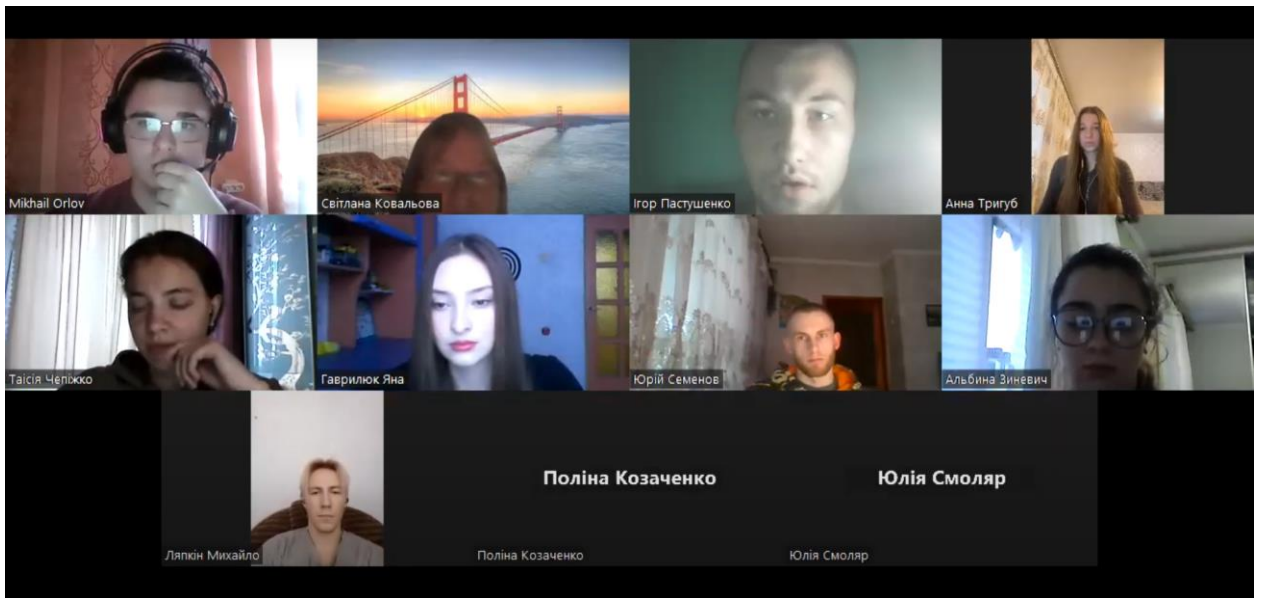 Mikhail Orlov
Світлана Ковальова
Ігор Пастушенко
Анна Тригуб
Таісія Чепіжко
Гаврилюк Яна
Юрій Семенов
Альбина Зиневич
Поліна Козаченко
Юлія Смоляр
Ляпкін Михайло
Поліна Козаченко
Юлія Смоляр